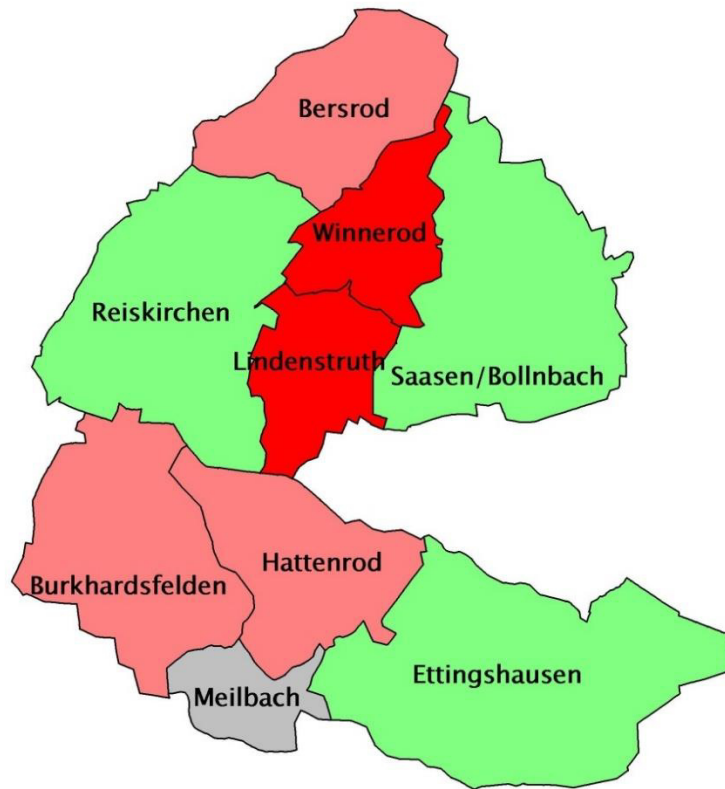 Bersrod
Winnerod
Reiskirchen
Lindenstruth
Saasen/Bollnbach
Hattenrod
Burkhardsfelden
Ettingshausen
Meilbach